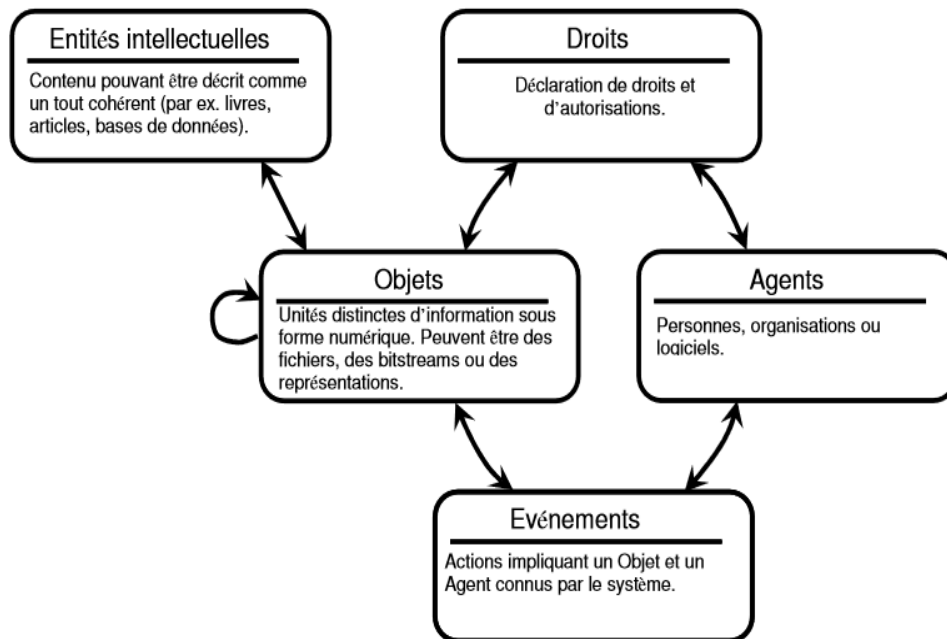 Entités intellectuelles
Contenu pouvant être décrit comme
un tout cohérent (par ex. livres,
articles, bases de données).
Droits
Déclaration de droits et
d'autorisations.
Objets
Unités distinctes d'information sous
forme numérique. Peuvent être des
fichiers, des bitstreams ou des
représentations.
Agents
Personnes, organisations ou
logiciels.
Evénements
Actions impliquant un Objet et un
Agent connus par le système.